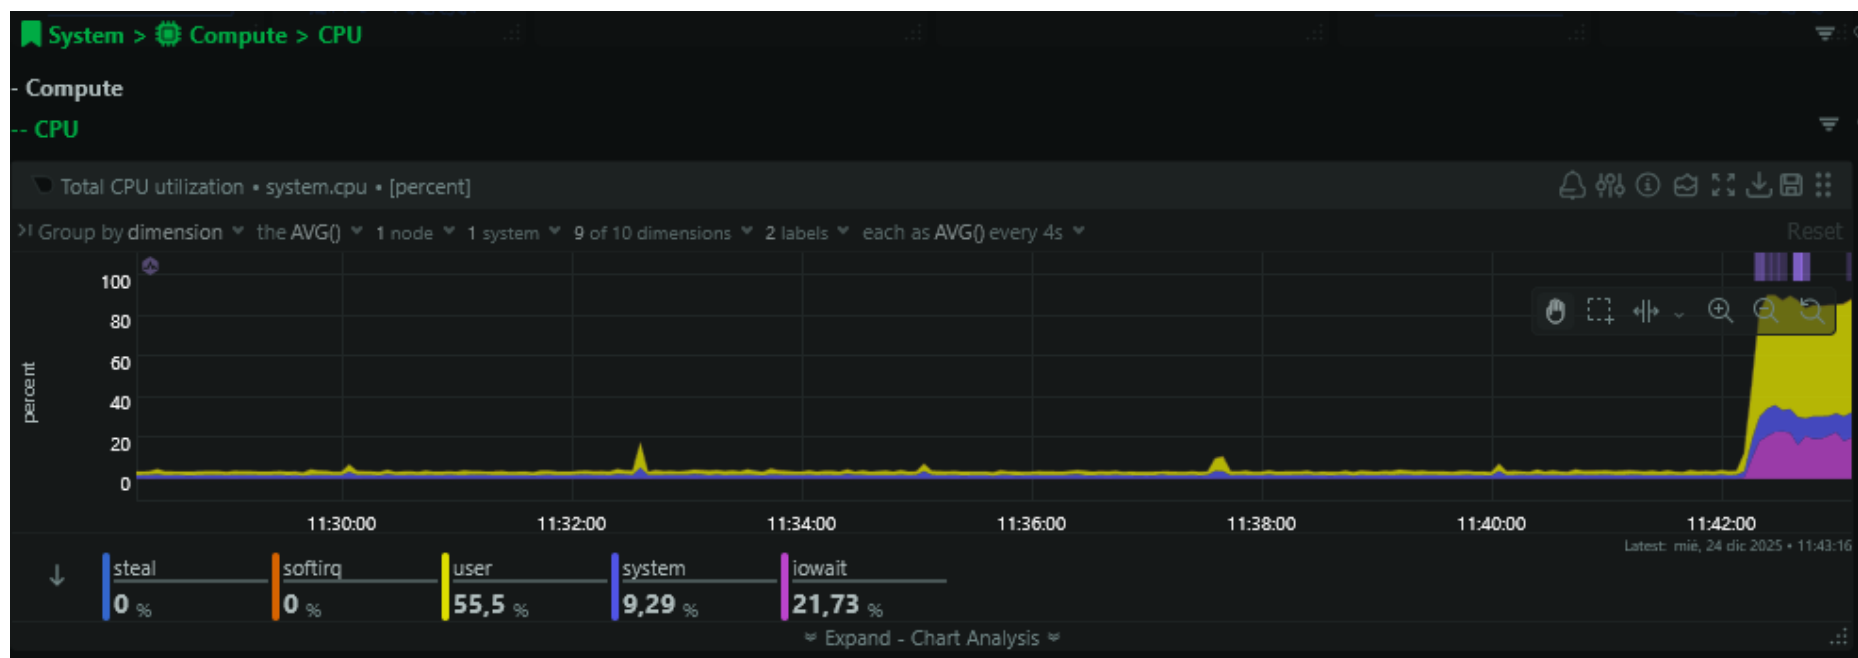 System > Compute > CPU
- Compute
-- CPU
Total CPU utilization • system.cpu • [percent]
Group by dimension the AVG() 1 node 1 system 9 of 10 dimensions 2 labels each as AVG() every 4s Reset
percent
100
80
60
40
20
0
11:30:00 11:32:00 11:34:00 11:36:00 11:38:00 11:40:00 11:42:00
Latest: mié, 24 dic 2025 • 11:43:16
steal softirq user system iowait
0 % 0 % 55,5 % 9,29 % 21,73 %
Expand - Chart Analysis